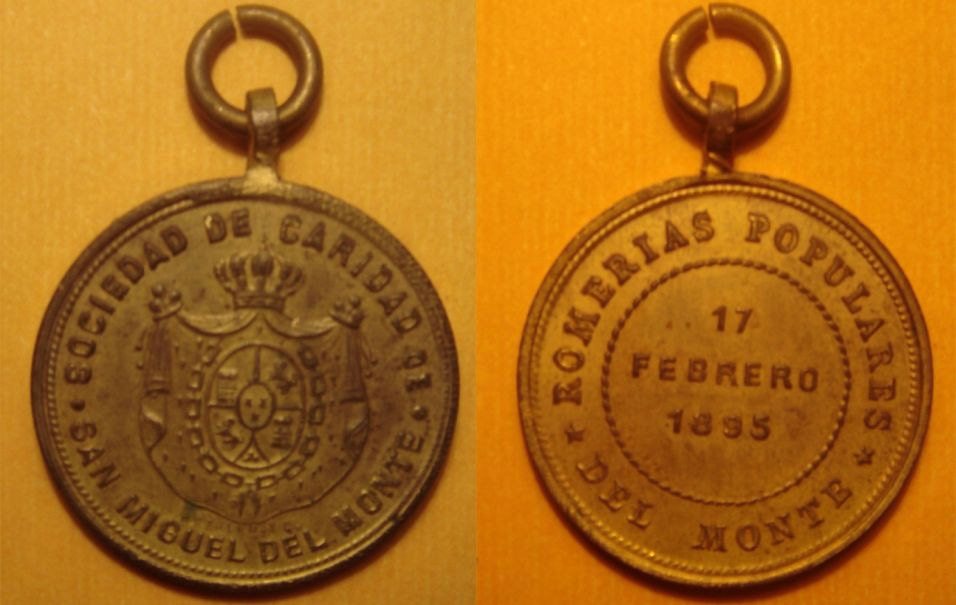 SOCIEDAD DE CARIDAD DE
· SAN MIGUEL DEL MONTE ·
ROMERIAS POPULARES
★ DEL MONTE ★
17
FEBRERO
1895